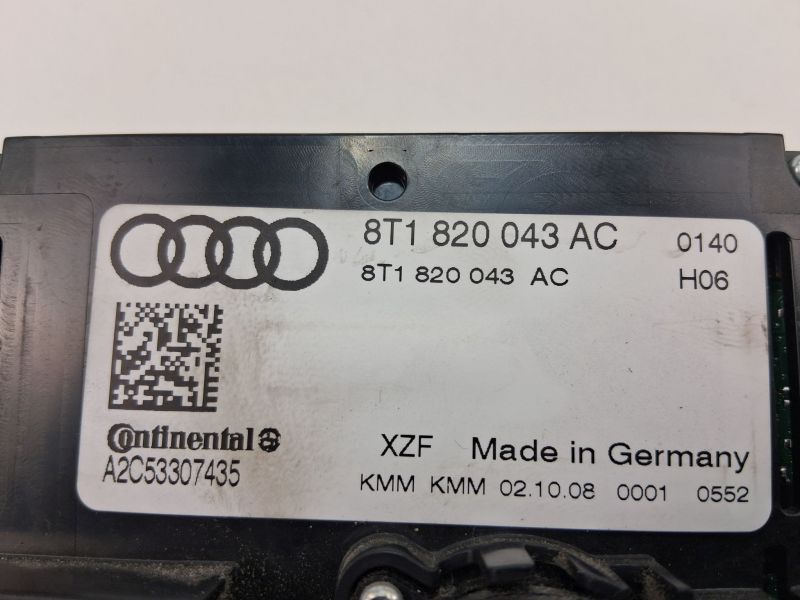 8T1 820 043 AC 0140
8T1 820 043 AC H06
Continental
A2C53307435
XZF Made in Germany
KMM KMM 02.10.08 0001 0552